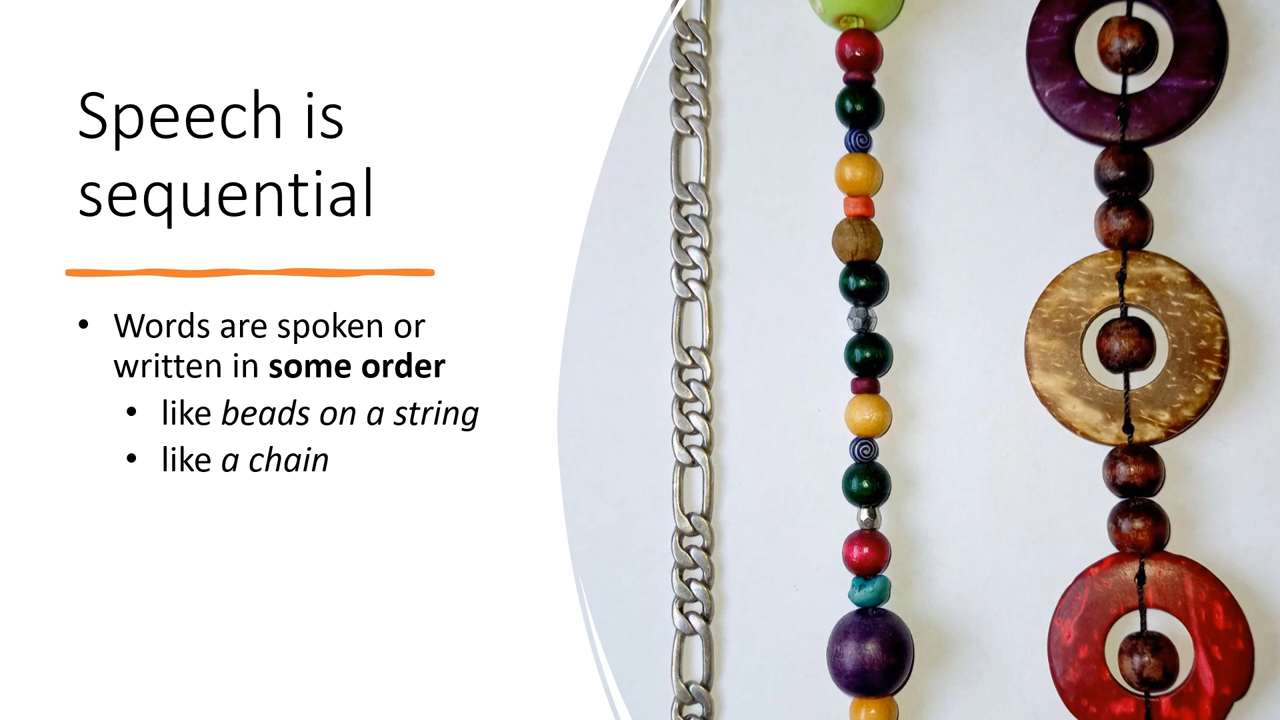 Speech is
sequential
• Words are spoken or
written in some order
• like beads on a string
• like a chain